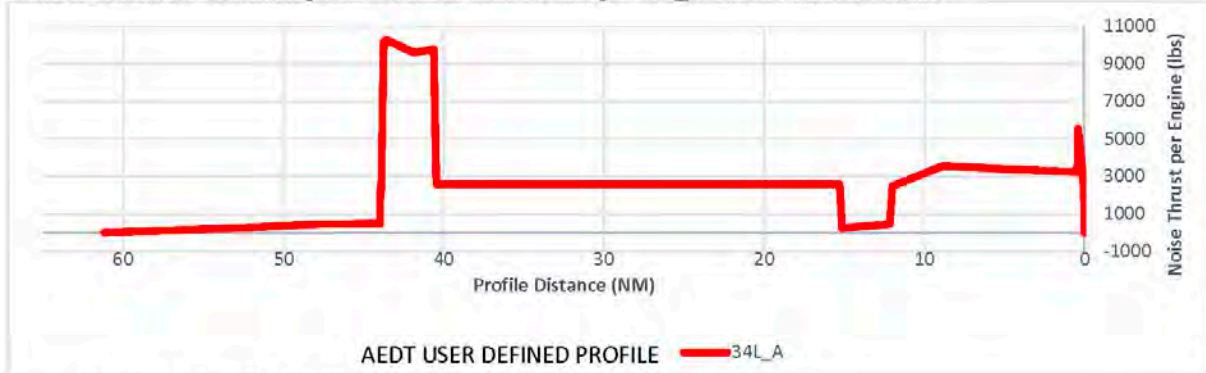 11000
9000
7000
5000
3000
1000
-1000
Noise Thrust per Engine (lbs)
60 50 40 30 20 10 0
Profile Distance (NM)
AEDT USER DEFINED PROFILE 34L_A